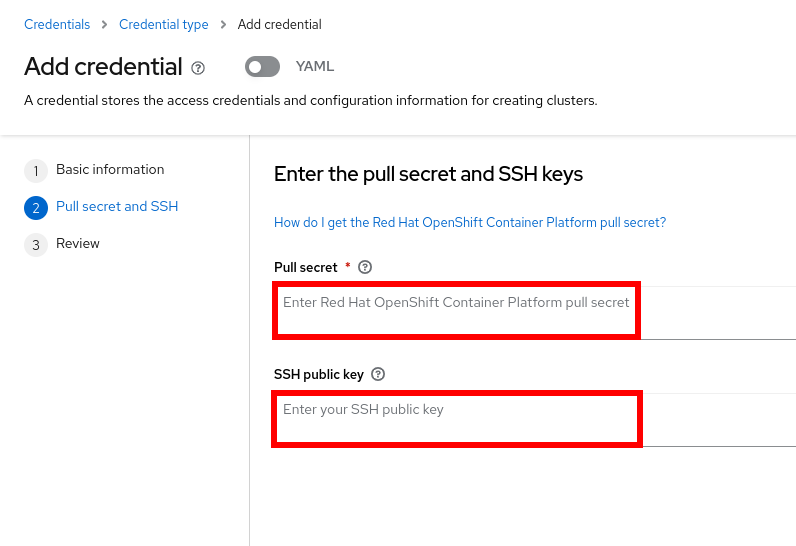 Credentials > Credential type > Add credential
Add credential ? YAML
A credential stores the access credentials and configuration information for creating clusters.
1 Basic information
2 Pull secret and SSH
3 Review
Enter the pull secret and SSH keys
How do I get the Red Hat OpenShift Container Platform pull secret?
Pull secret * ?
Enter Red Hat OpenShift Container Platform pull secret
SSH public key ?
Enter your SSH public key